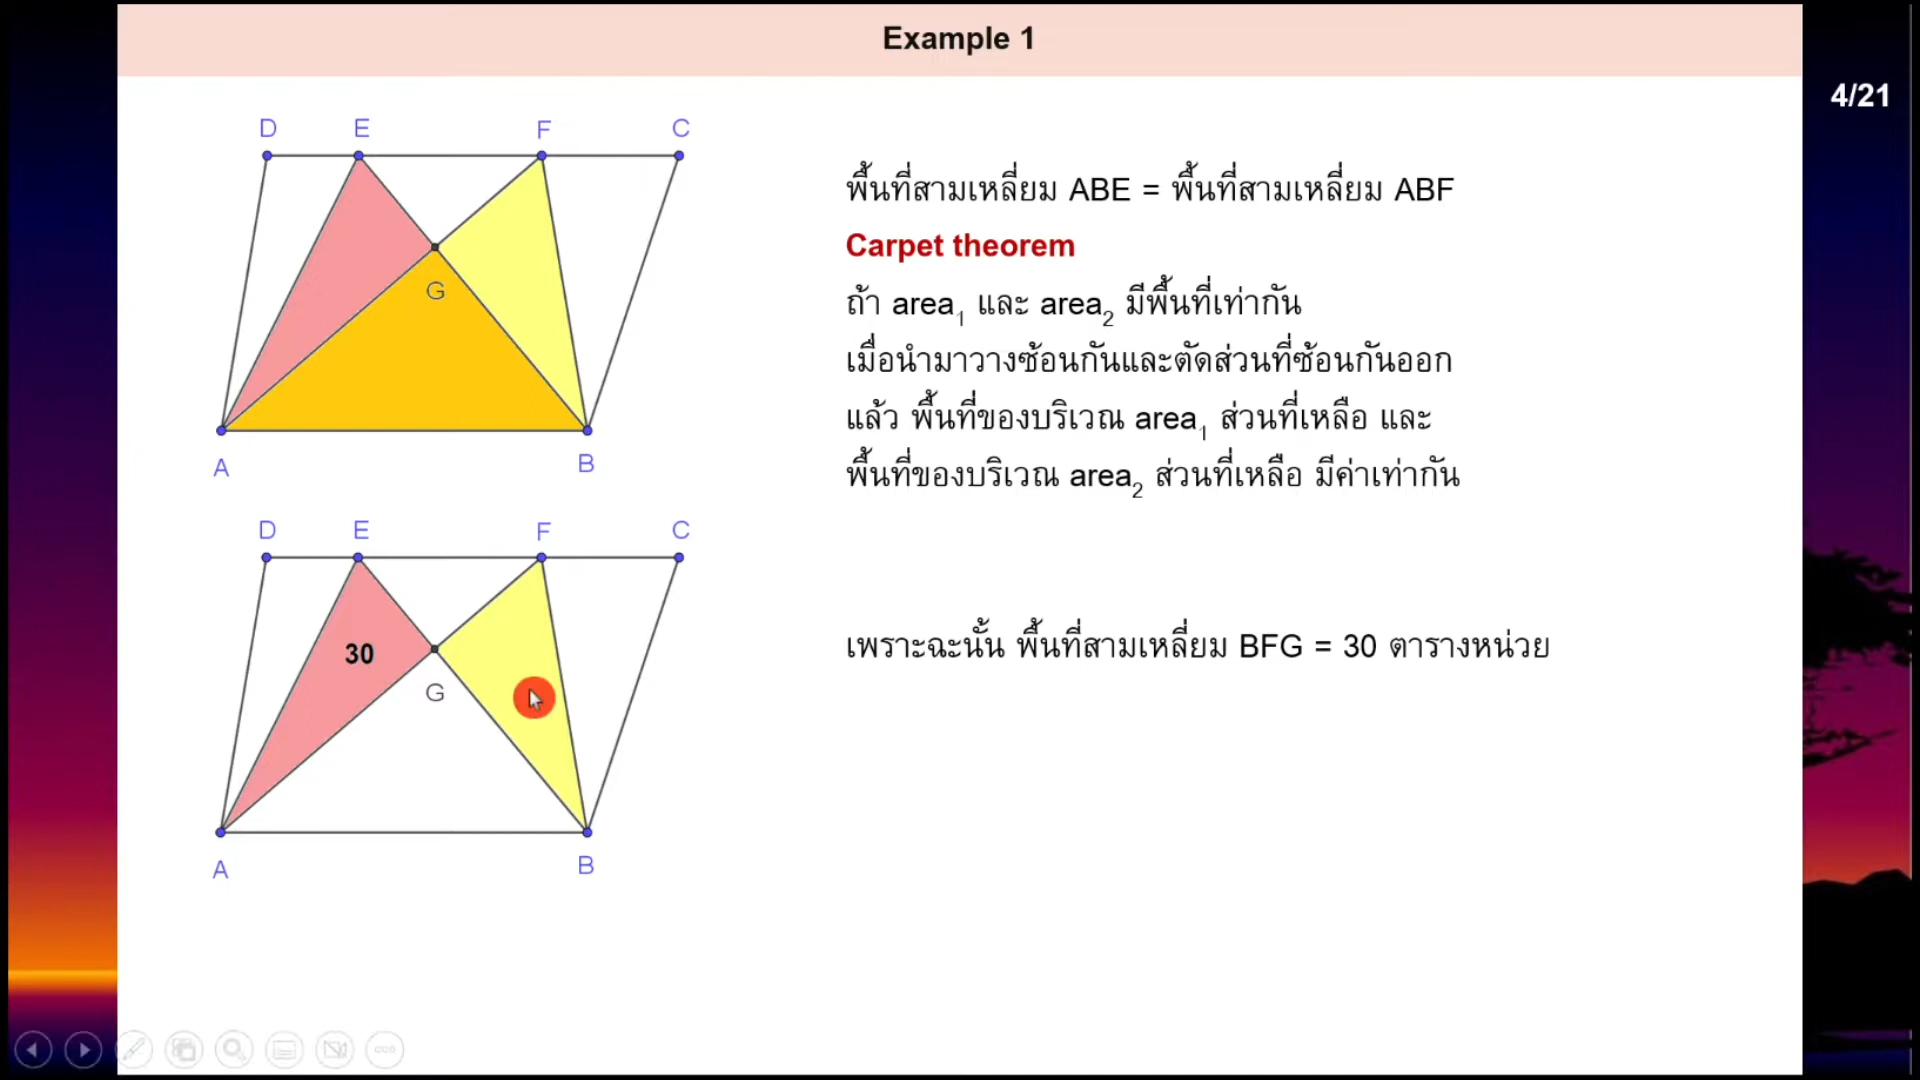 Example 1
4/21
D E F C
G
A B
พื้นที่สามเหลี่ยม ABE = พื้นที่สามเหลี่ยม ABF
Carpet theorem
ถ้า area₁ และ area₂ มีพื้นที่เท่ากัน
เมื่อนำมาวางซ้อนกันและตัดส่วนที่ซ้อนกันออก
แล้ว พื้นที่ของบริเวณ area₁ ส่วนที่เหลือ และ
พื้นที่ของบริเวณ area₂ ส่วนที่เหลือ มีค่าเท่ากัน
D E F C
30
G
A B
เพราะฉะนั้น พื้นที่สามเหลี่ยม BFG = 30 ตารางหน่วย